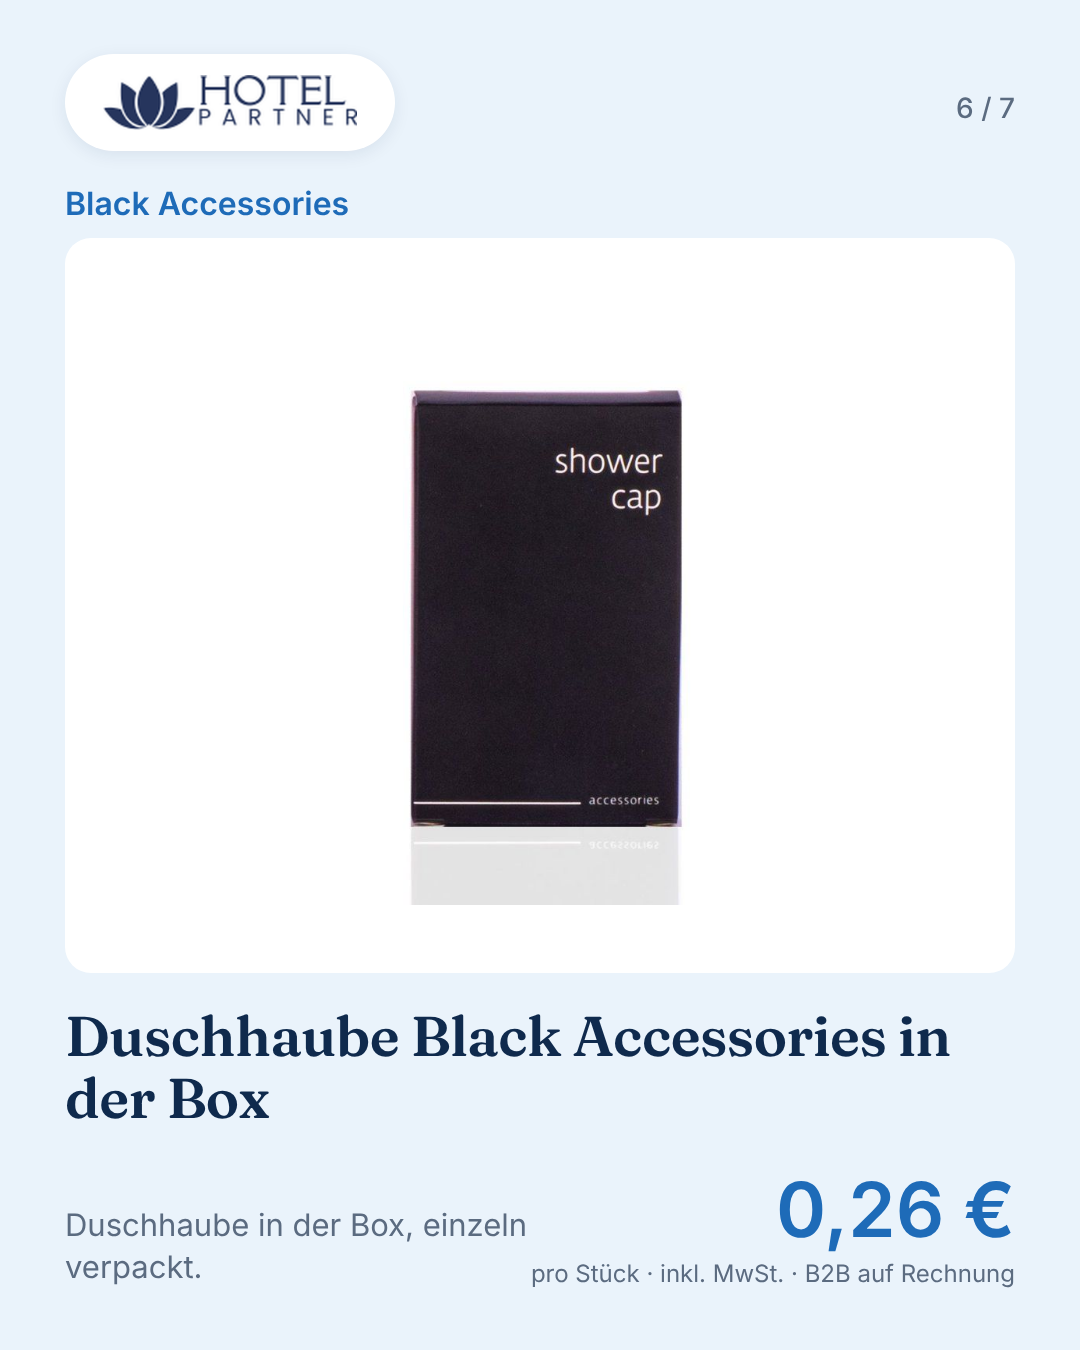 HOTEL
PARTNER
6 / 7
Black Accessories
shower
cap
accessories
Duschhaube Black Accessories in
der Box
0,26 €
Duschhaube in der Box, einzeln
verpackt.
pro Stück · inkl. MwSt. · B2B auf Rechnung